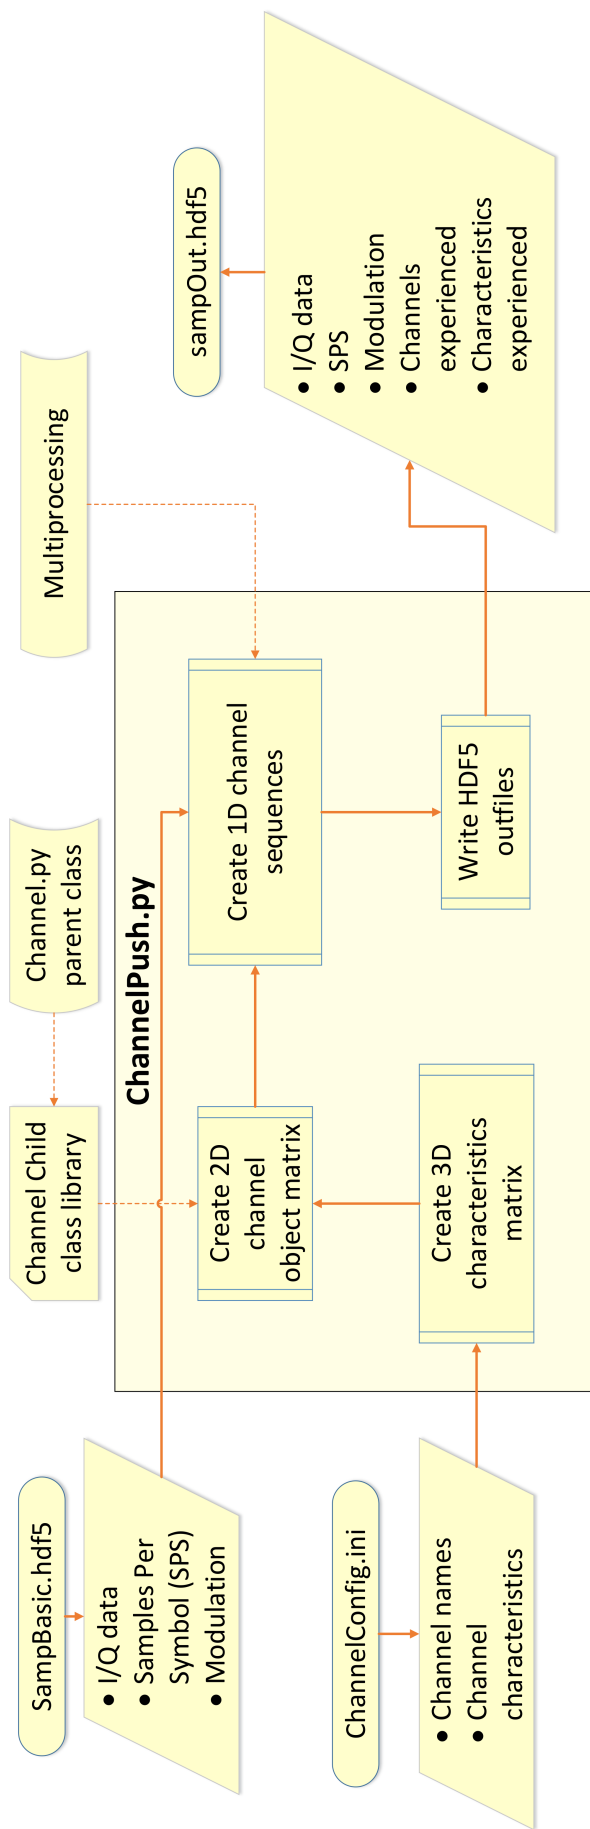 SampBasic.hdf5
● I/Q data
● Samples Per
Symbol (SPS)
● Modulation
ChannelConfig.ini
● Channel names
● Channel
characteristics
Channel Child
class library
Channel.py
parent class
Multiprocessing
ChannelPush.py
Create 2D
channel
object matrix
Create 3D
characteristics
matrix
Create 1D channel
sequences
Write HDF5
outfiles
sampOut.hdf5
● I/Q data
● SPS
● Modulation
● Channels
experienced
● Characteristics
experienced